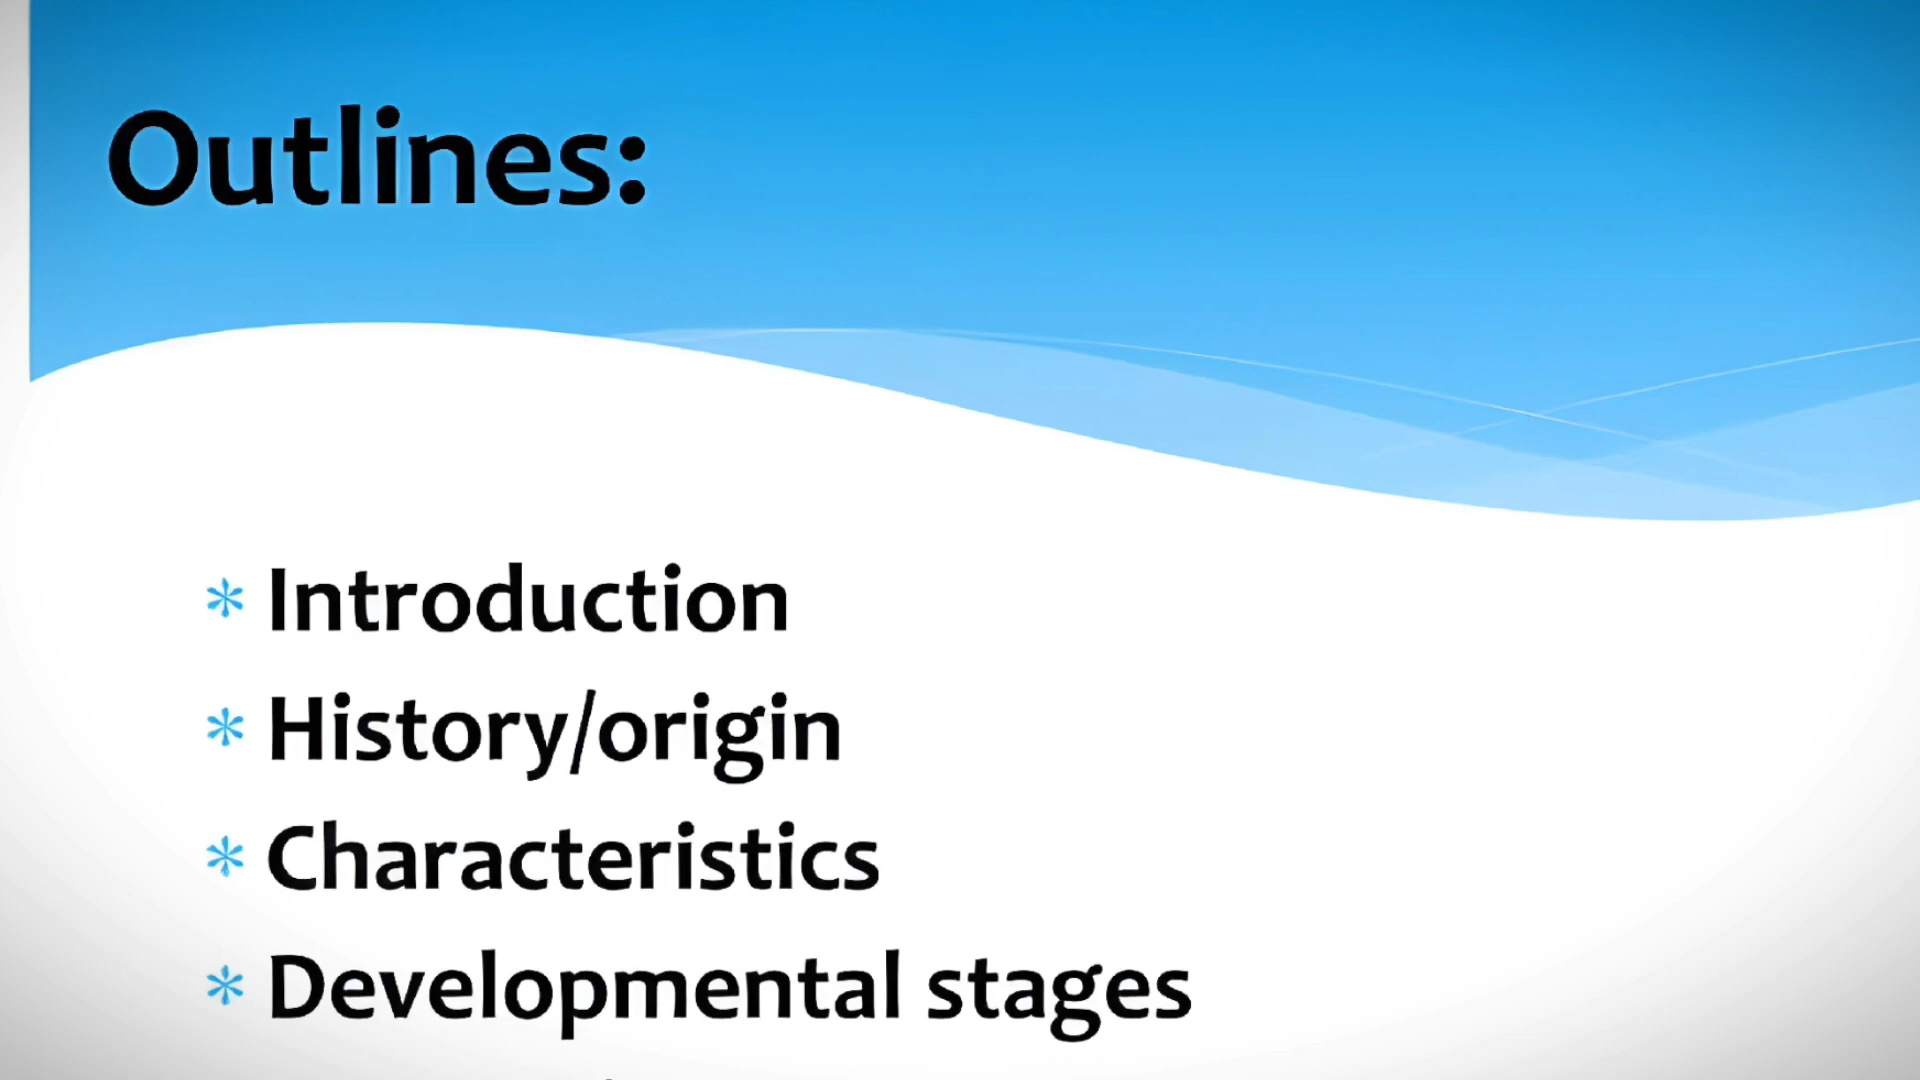 Outlines:
* Introduction
* History/origin
* Characteristics
* Developmental stages